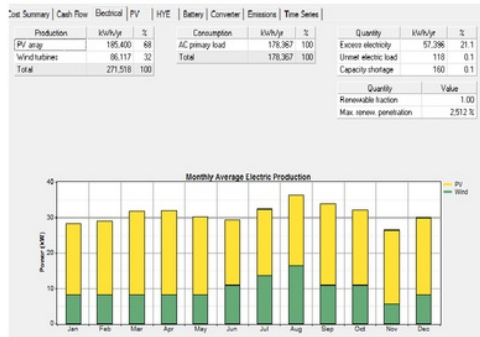 Cost Summary Cash Flow Electrical PV HYE Battery Converter Emissions Time Series
Production kWh/yr %
PV array 185,400 68
Wind turbines 86,117 32
Total 271,518 100
Consumption kWh/yr %
AC primary load 178,367 100
Total 178,367 100
Quantity kWh/yr %
Excess electricity 57,396 21.1
Unmet electric load 118 0.1
Capacity shortage 160 0.1
Quantity Value
Renewable fraction 1.00
Max. renew. penetration 2,512 %
Monthly Average Electric Production
PV
Wind
Power (kW)
40
30
20
10
0
Jan Feb Mar Apr May Jun Jul Aug Sep Oct Nov Dec